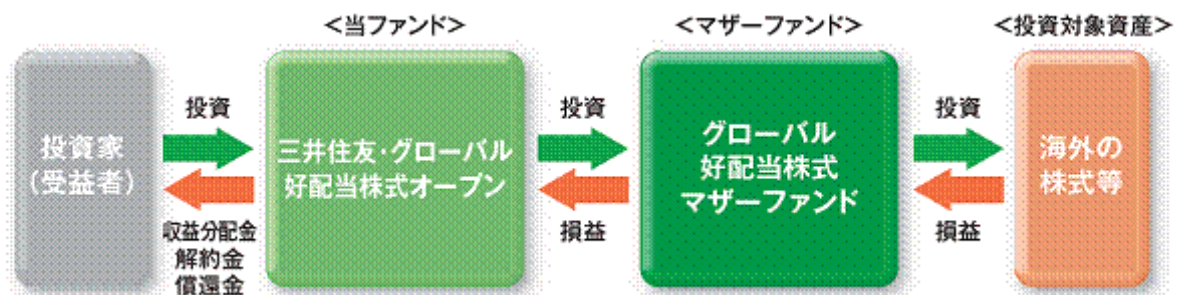 <当ファンド>
<マザーファンド>
<投資対象資産>
投資家
(受益者)
投資
収益分配金
解約金
償還金
三井住友・グローバル
好配当株式オープン
投資
損益
グローバル
好配当株式
マザーファンド
投資
損益
海外の
株式等